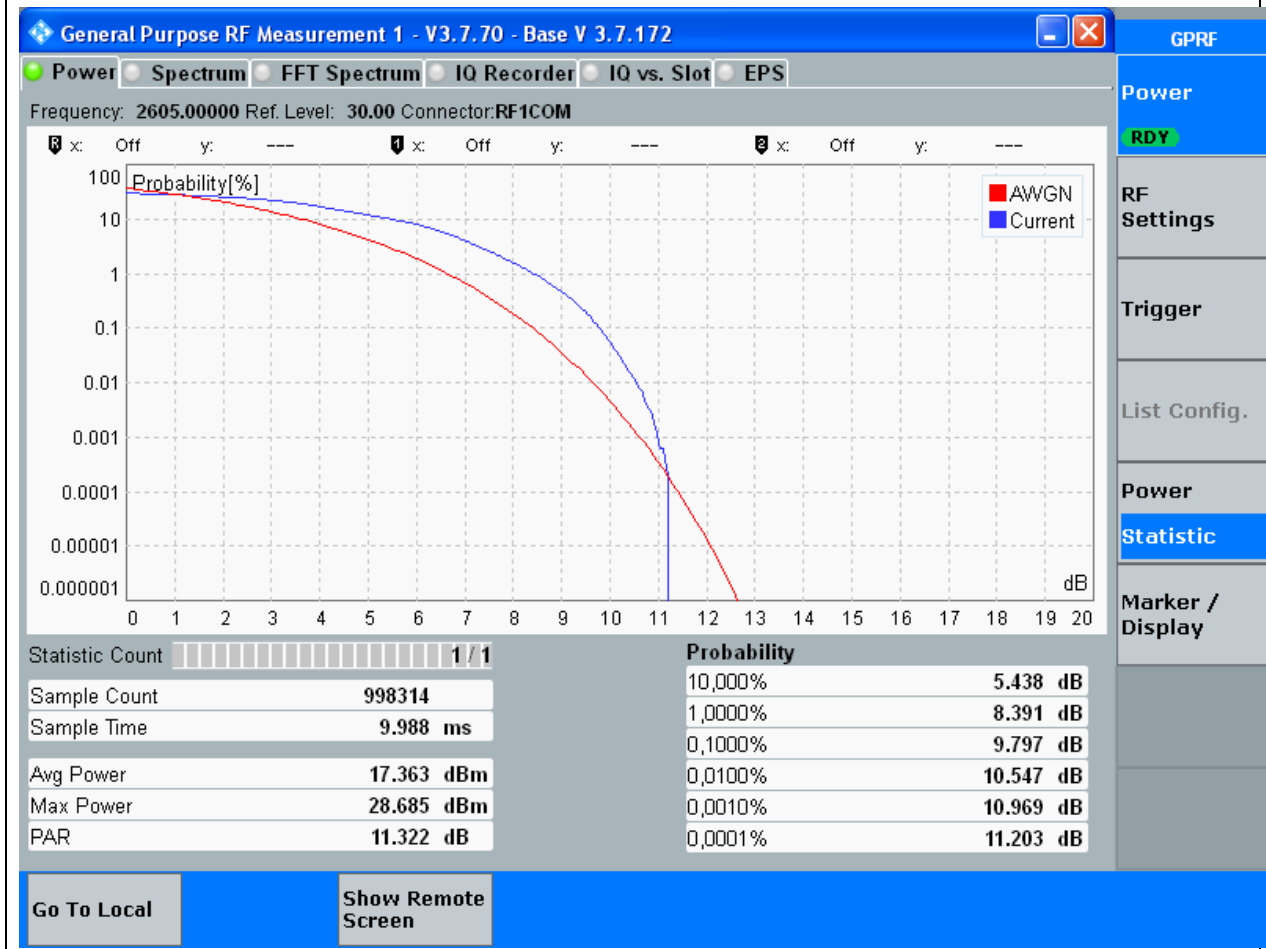 General Purpose RF Measurement 1 - V3.7.70 - Base V 3.7.172
GPRF
Power Spectrum FFT Spectrum IQ Recorder IQ vs. Slot EPS
Frequency: 2605.00000 Ref. Level: 30.00 Connector:RF1COM
R x: Off y: --- 1 x: Off y: --- 2 x: Off y: ---
Probability[%]
AWGN
Current
100
10
1
0.1
0.01
0.001
0.0001
0.00001
0.000001
dB
0 1 2 3 4 5 6 7 8 9 10 11 12 13 14 15 16 17 18 19 20
Statistic Count 1 / 1
Sample Count 998314
Sample Time 9.988 ms
Avg Power 17.363 dBm
Max Power 28.685 dBm
PAR 11.322 dB
Probability
10,000% 5.438 dB
1,0000% 8.391 dB
0,1000% 9.797 dB
0,0100% 10.547 dB
0,0010% 10.969 dB
0,0001% 11.203 dB
Power
RDY
RF
Settings
Trigger
List Config.
Power
Statistic
Marker /
Display
Go To Local
Show Remote
Screen